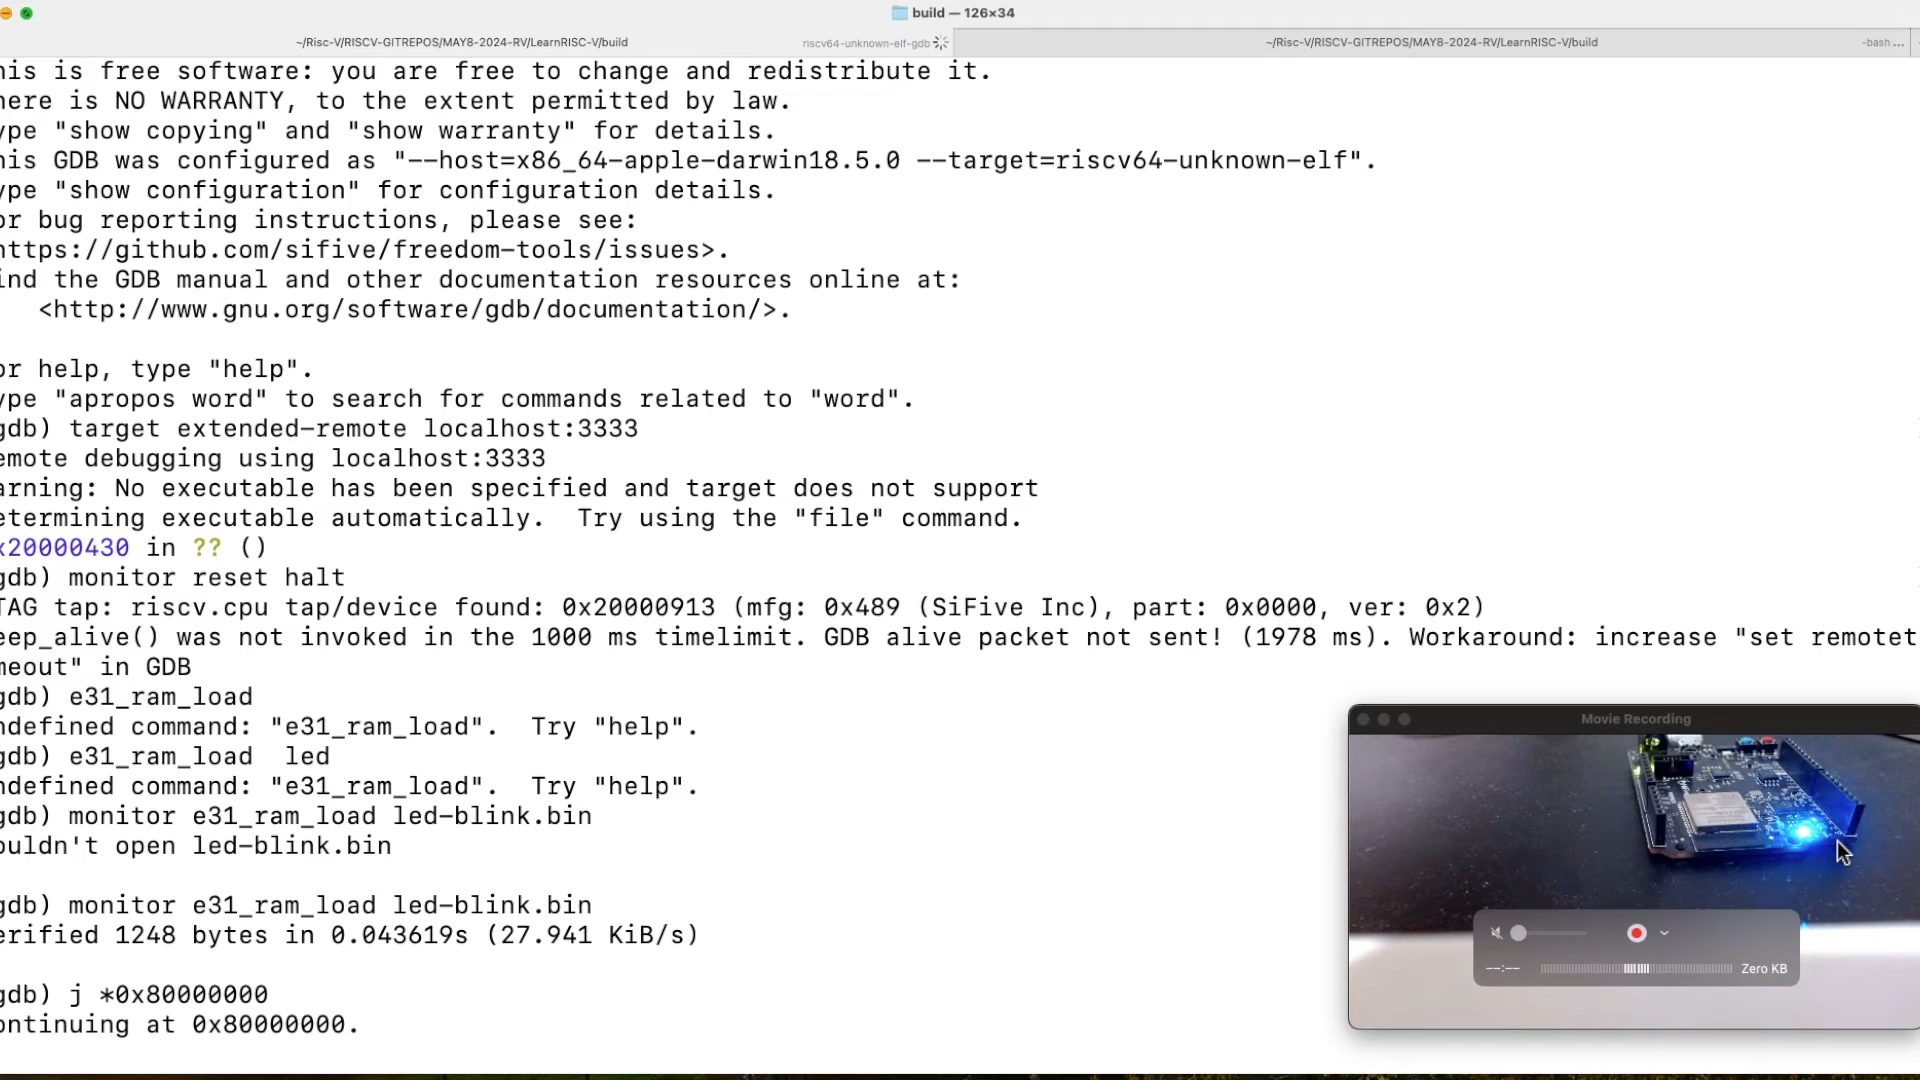 build — 126×34
~/Risc-V/RISCV-GITREPOS/MAY8-2024-RV/LearnRISC-V/build riscv64-unknown-elf-gdb ~/Risc-V/RISCV-GITREPOS/MAY8-2024-RV/LearnRISC-V/build -bash ...
his is free software: you are free to change and redistribute it.
here is NO WARRANTY, to the extent permitted by law.
ype "show copying" and "show warranty" for details.
his GDB was configured as "--host=x86_64-apple-darwin18.5.0 --target=riscv64-unknown-elf".
ype "show configuration" for configuration details.
or bug reporting instructions, please see:
https://github.com/sifive/freedom-tools/issues>.
ind the GDB manual and other documentation resources online at:
<http://www.gnu.org/software/gdb/documentation/>.
or help, type "help".
ype "apropos word" to search for commands related to "word".
gdb) target extended-remote localhost:3333
emote debugging using localhost:3333
arning: No executable has been specified and target does not support
etermining executable automatically.  Try using the "file" command.
x20000430 in ?? ()
gdb) monitor reset halt
TAG tap: riscv.cpu tap/device found: 0x20000913 (mfg: 0x489 (SiFive Inc), part: 0x0000, ver: 0x2)
eep_alive() was not invoked in the 1000 ms timelimit. GDB alive packet not sent! (1978 ms). Workaround: increase "set remotet
meout" in GDB
gdb) e31_ram_load
ndefined command: "e31_ram_load".  Try "help".
gdb) e31_ram_load  led
ndefined command: "e31_ram_load".  Try "help".
gdb) monitor e31_ram_load led-blink.bin
ouldn't open led-blink.bin
gdb) monitor e31_ram_load led-blink.bin
erified 1248 bytes in 0.043619s (27.941 KiB/s)
gdb) j *0x80000000
ontinuing at 0x80000000.
Movie Recording
--:-- Zero KB